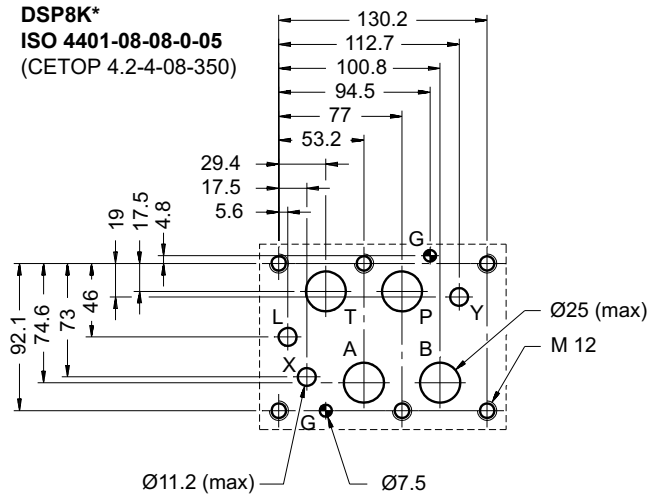 DSP8K*
ISO 4401-08-08-0-05
(CETOP 4.2-4-08-350)
130.2
112.7
100.8
94.5
77
53.2
29.4
17.5
5.6
19
17.5
4.8
92.1
74.6
73
46
G
T
P
Y
L
X
A
B
G
Ø25 (max)
M 12
Ø11.2 (max)
Ø7.5